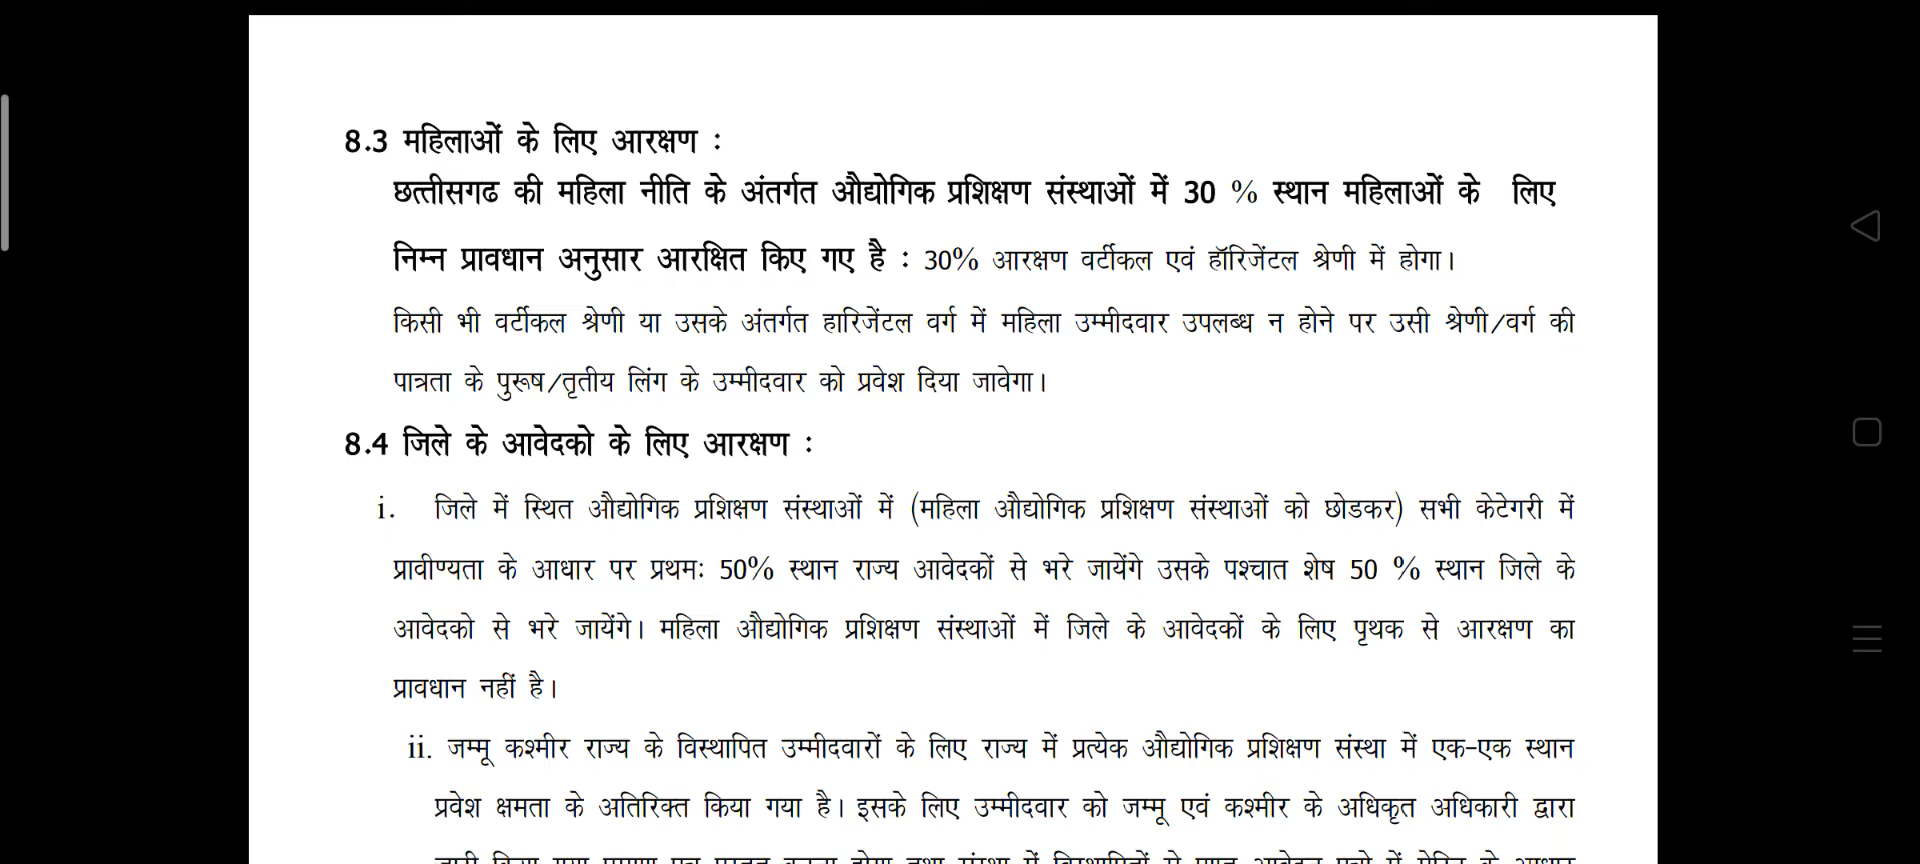 8.3 महिलाओं के लिए आरक्षण :
छत्तीसगढ की महिला नीति के अंतर्गत औद्योगिक प्रशिक्षण संस्थाओं में 30 % स्थान महिलाओं के लिए
निम्न प्रावधान अनुसार आरक्षित किए गए है : 30% आरक्षण वर्टीकल एवं हॉरिजेंटल श्रेणी में होगा।
किसी भी वर्टीकल श्रेणी या उसके अंतर्गत हारिजेंटल वर्ग में महिला उम्मीदवार उपलब्ध न होने पर उसी श्रेणी/वर्ग की
पात्रता के पुरूष/तृतीय लिंग के उम्मीदवार को प्रवेश दिया जावेगा।
8.4 जिले के आवेदको के लिए आरक्षण :
i. जिले में स्थित औद्योगिक प्रशिक्षण संस्थाओं में (महिला औद्योगिक प्रशिक्षण संस्थाओं को छोडकर) सभी केटेगरी में
प्रावीण्यता के आधार पर प्रथमः 50% स्थान राज्य आवेदकों से भरे जायेंगे उसके पश्चात शेष 50 % स्थान जिले के
आवेदको से भरे जायेंगे। महिला औद्योगिक प्रशिक्षण संस्थाओं में जिले के आवेदकों के लिए पृथक से आरक्षण का
प्रावधान नहीं है।
ii. जम्मू कश्मीर राज्य के विस्थापित उम्मीदवारों के लिए राज्य में प्रत्येक औद्योगिक प्रशिक्षण संस्था में एक-एक स्थान
प्रवेश क्षमता के अतिरिक्त किया गया है। इसके लिए उम्मीदवार को जम्मू एवं कश्मीर के अधिकृत अधिकारी द्वारा